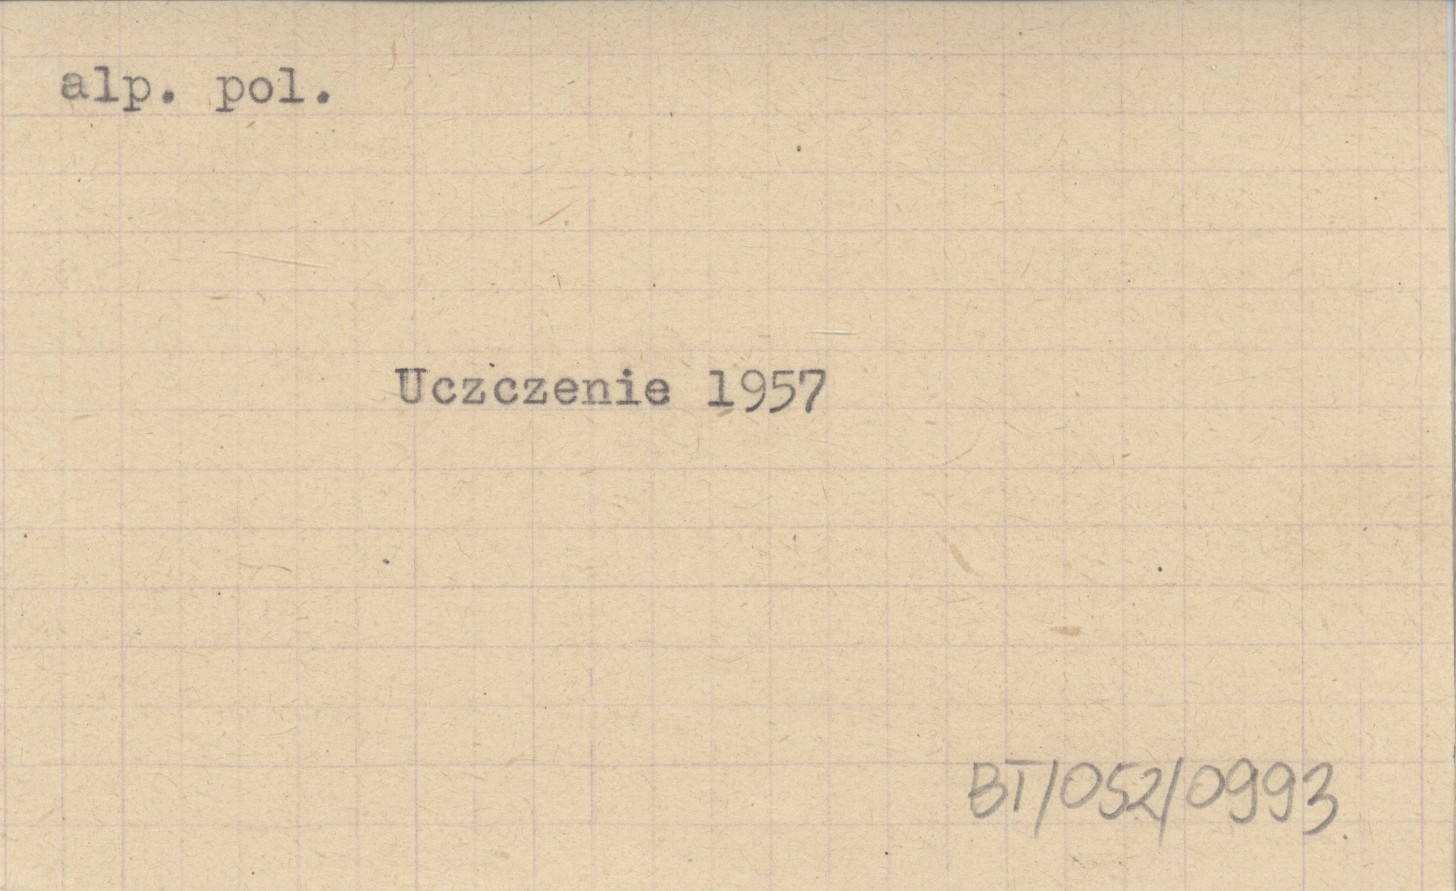 alp. pol.
Uczczenie 1957
BT/052/0993